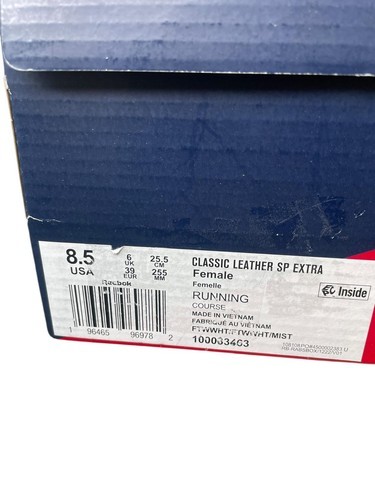 8.5 6 25.5
USA UK CM
39 255
EUR MM
Reebok
1 96465 96978 2
CLASSIC LEATHER SP EXTRA
Female
Femelle
RUNNING
COURSE
MADE IN VIETNAM
FABRIQUÉ AU VIETNAM
FTWWHT/FTWWHT/MIST
100033463
Inside